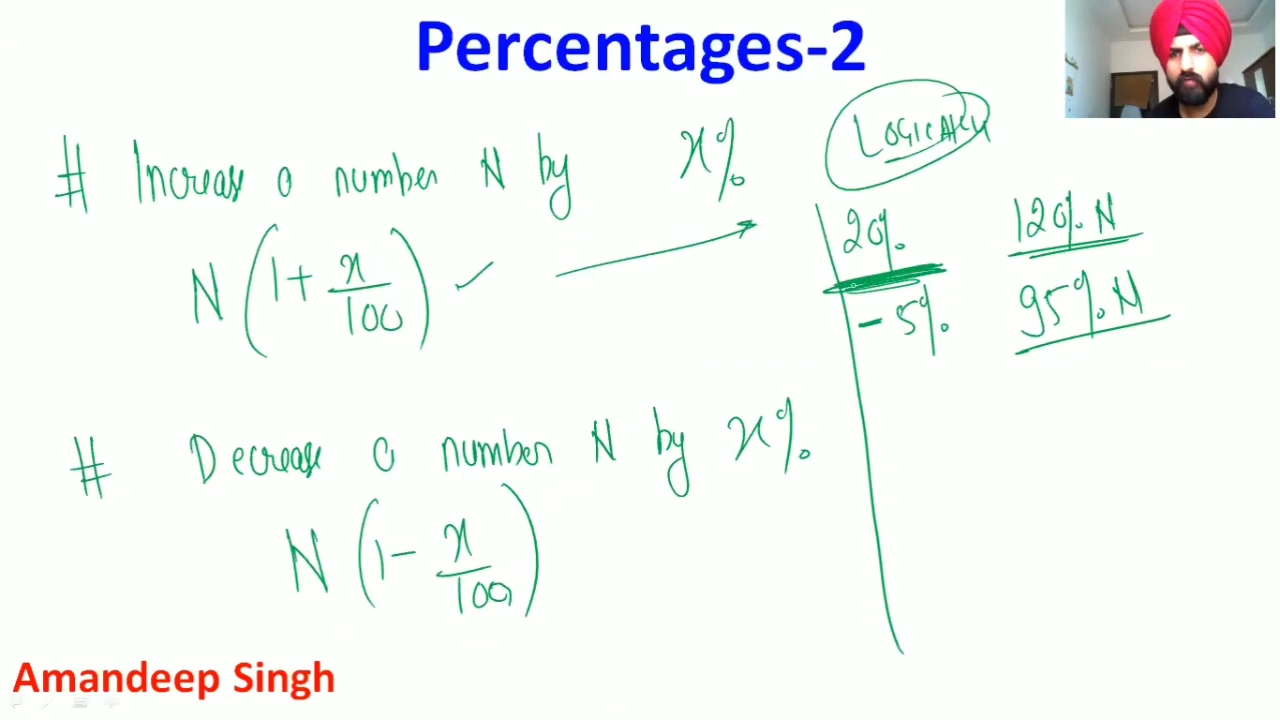 Percentages-2
# Increase a number N by x%
N(1+x/100)
# Decrease a number N by x%
N(1-x/100)
LOGICALLY
20% 120% N
-5% 95% N
Amandeep Singh